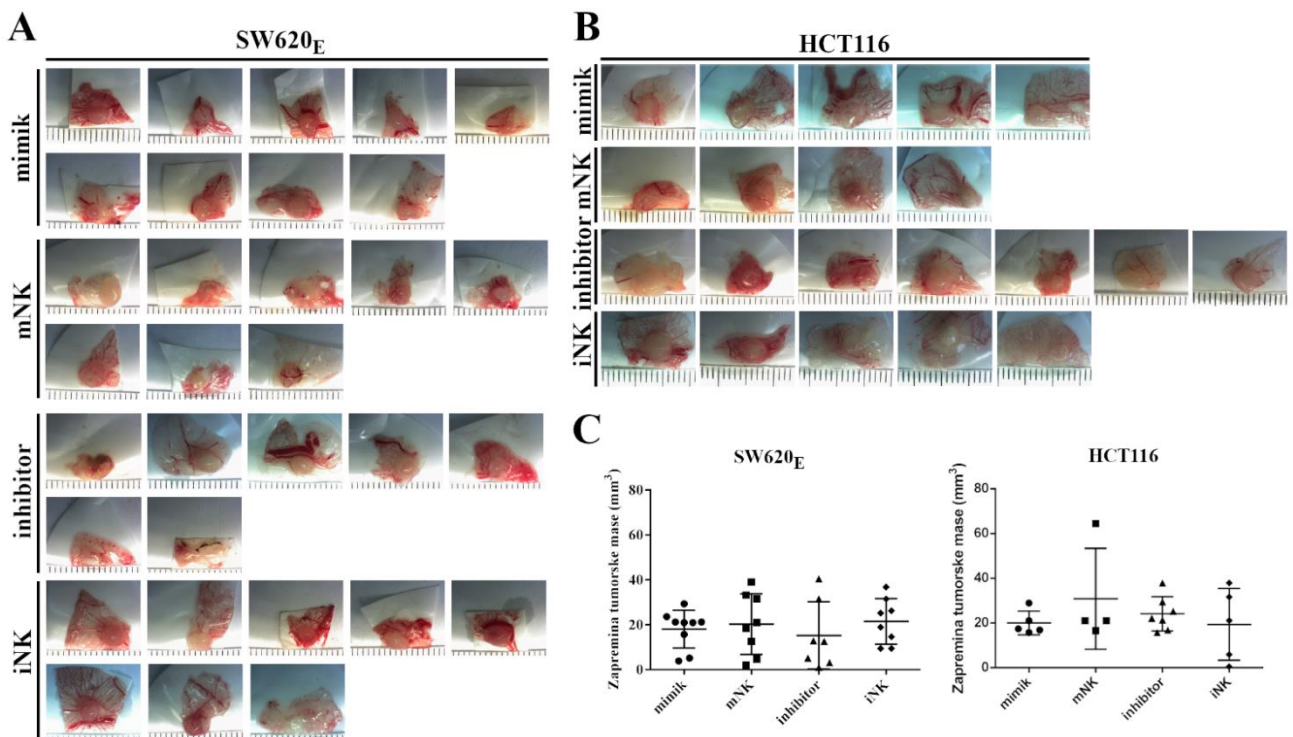 A
SW620E
mimik
mNK
inhibitor
iNK
B
HCT116
mimik
mNK
inhibitor
iNK
C
SW620E
Zapremina tumorske mase (mm³)
80
60
40
20
0
mimik
mNK
inhibitor
iNK
HCT116
Zapremina tumorske mase (mm³)
80
60
40
20
0
mimik
mNK
inhibitor
iNK